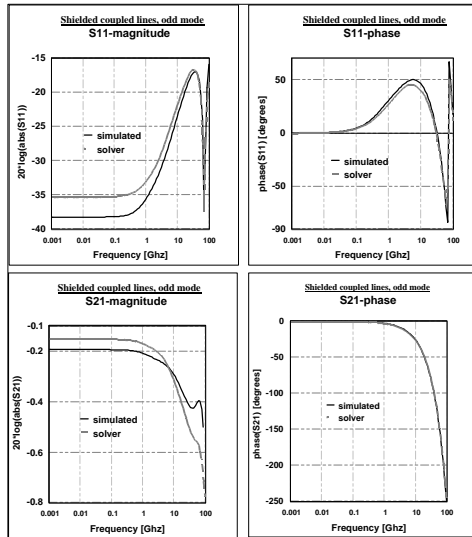 Shielded coupled lines, odd mode
S11-magnitude
20*log(abs(S11))
-15
-20
-25
-30
-35
-40
simulated
solver
0.001 0.01 0.1 1 10 100
Frequency [Ghz]
Shielded coupled lines, odd mode
S11-phase
phase(S11) [degrees]
50
0
-50
-90
simulated
solver
0.001 0.01 0.1 1 10 100
Frequency [Ghz]
Shielded coupled lines, odd mode
S21-magnitude
20*log(abs(S21))
-0.1
-0.2
-0.4
-0.6
-0.8
simulated
solver
0.001 0.01 0.1 1 10 100
Frequency [Ghz]
Shielded coupled lines, odd mode
S21-phase
phase(S21) [degrees]
0
-50
-100
-150
-200
-250
simulated
solver
0.001 0.01 0.1 1 10 100
Frequency [Ghz]